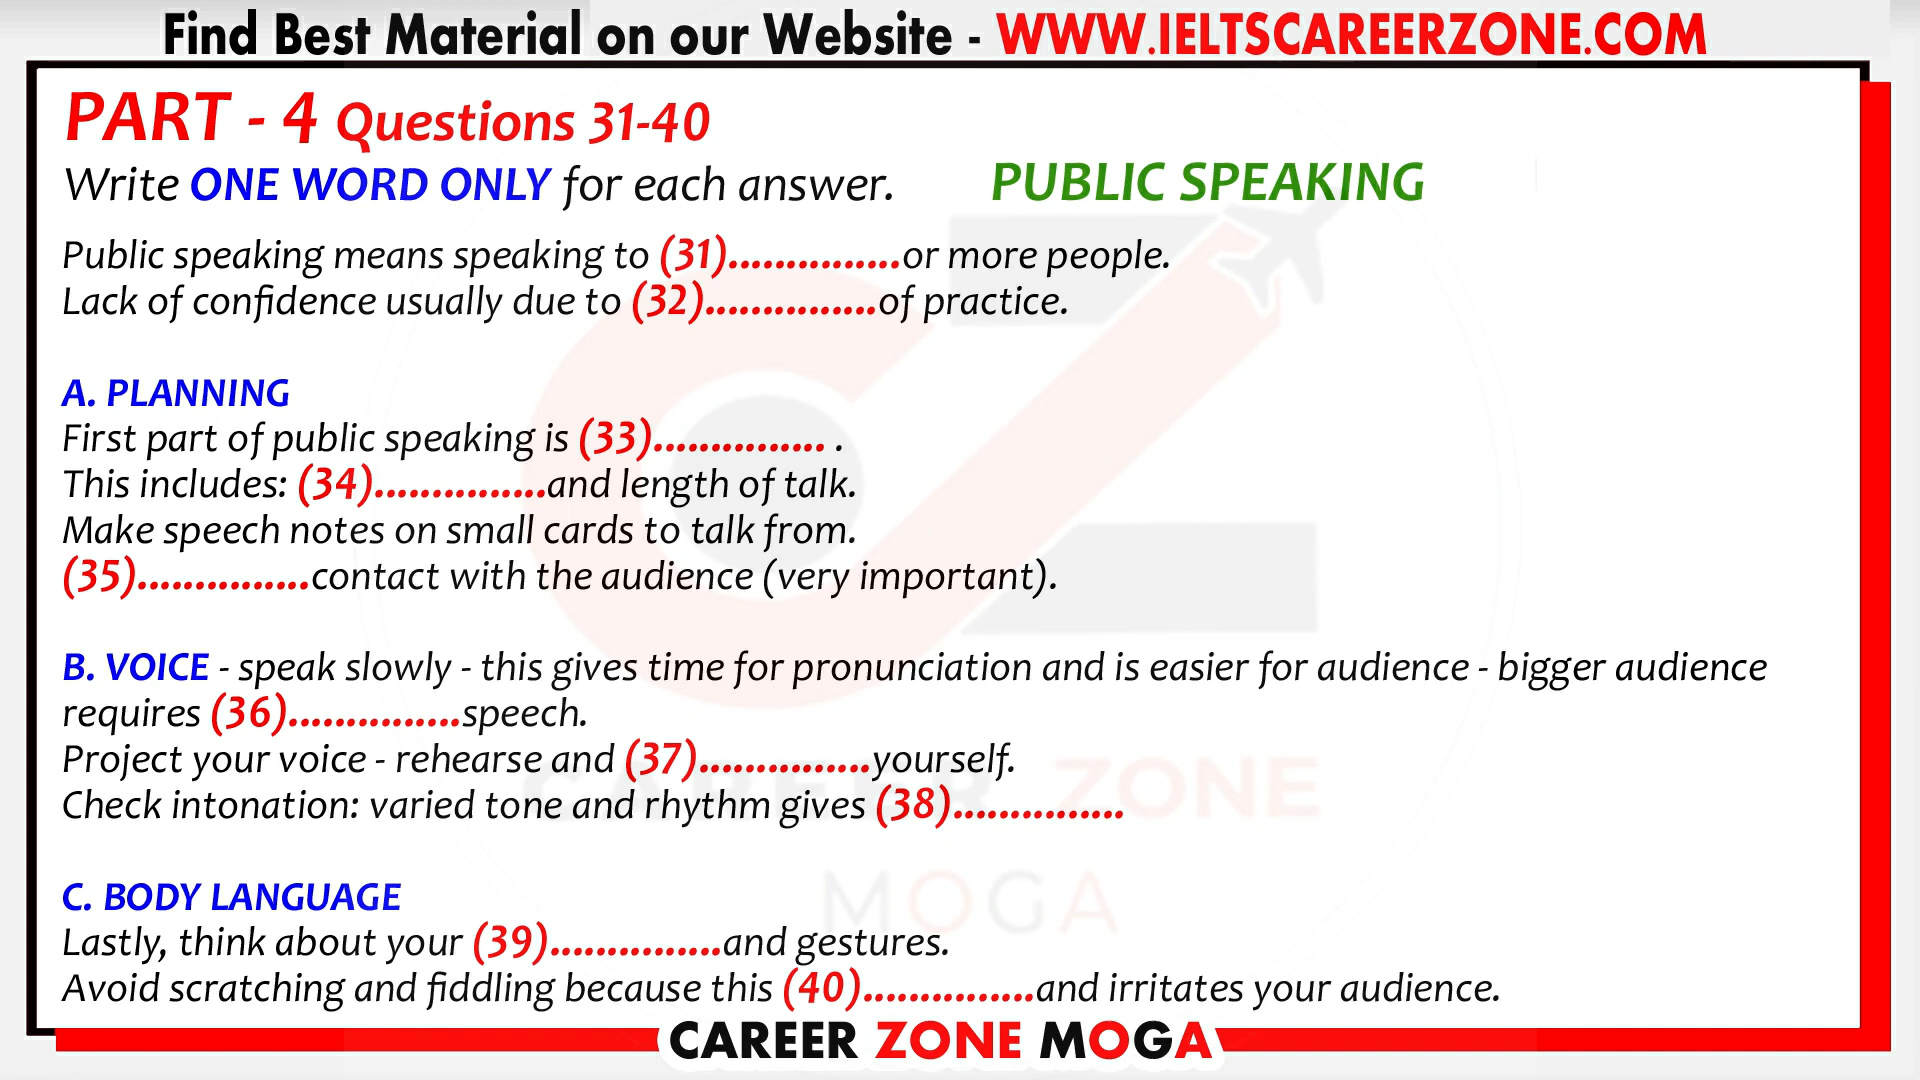 Find Best Material on our Website - WWW.IELTSCAREERZONE.COM
PART - 4 Questions 31-40
Write ONE WORD ONLY for each answer. PUBLIC SPEAKING
Public speaking means speaking to (31)...............or more people.
Lack of confidence usually due to (32)...............of practice.
A. PLANNING
First part of public speaking is (33)............... .
This includes: (34)...............and length of talk.
Make speech notes on small cards to talk from.
(35)...............contact with the audience (very important).
B. VOICE - speak slowly - this gives time for pronunciation and is easier for audience - bigger audience
requires (36)...............speech.
Project your voice - rehearse and (37)...............yourself.
Check intonation: varied tone and rhythm gives (38)...............
CAREER ZONE
MOGA
C. BODY LANGUAGE
Lastly, think about your (39)...............and gestures.
Avoid scratching and fiddling because this (40)...............and irritates your audience.
CAREER ZONE MOGA